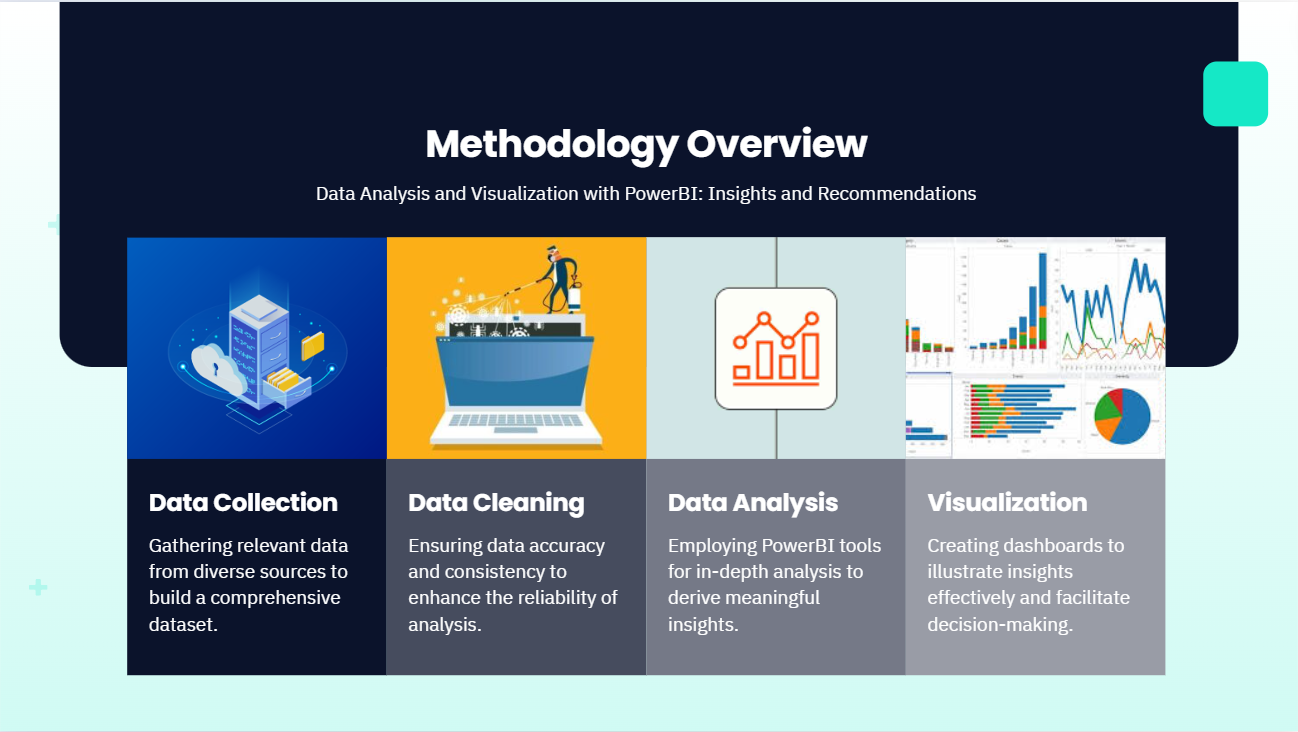 Methodology Overview
Data Analysis and Visualization with PowerBI: Insights and Recommendations
Data Collection
Gathering relevant data
from diverse sources to
build a comprehensive
dataset.
Data Cleaning
Ensuring data accuracy
and consistency to
enhance the reliability of
analysis.
Data Analysis
Employing PowerBI tools
for in-depth analysis to
derive meaningful
insights.
Visualization
Creating dashboards to
illustrate insights
effectively and facilitate
decision-making.